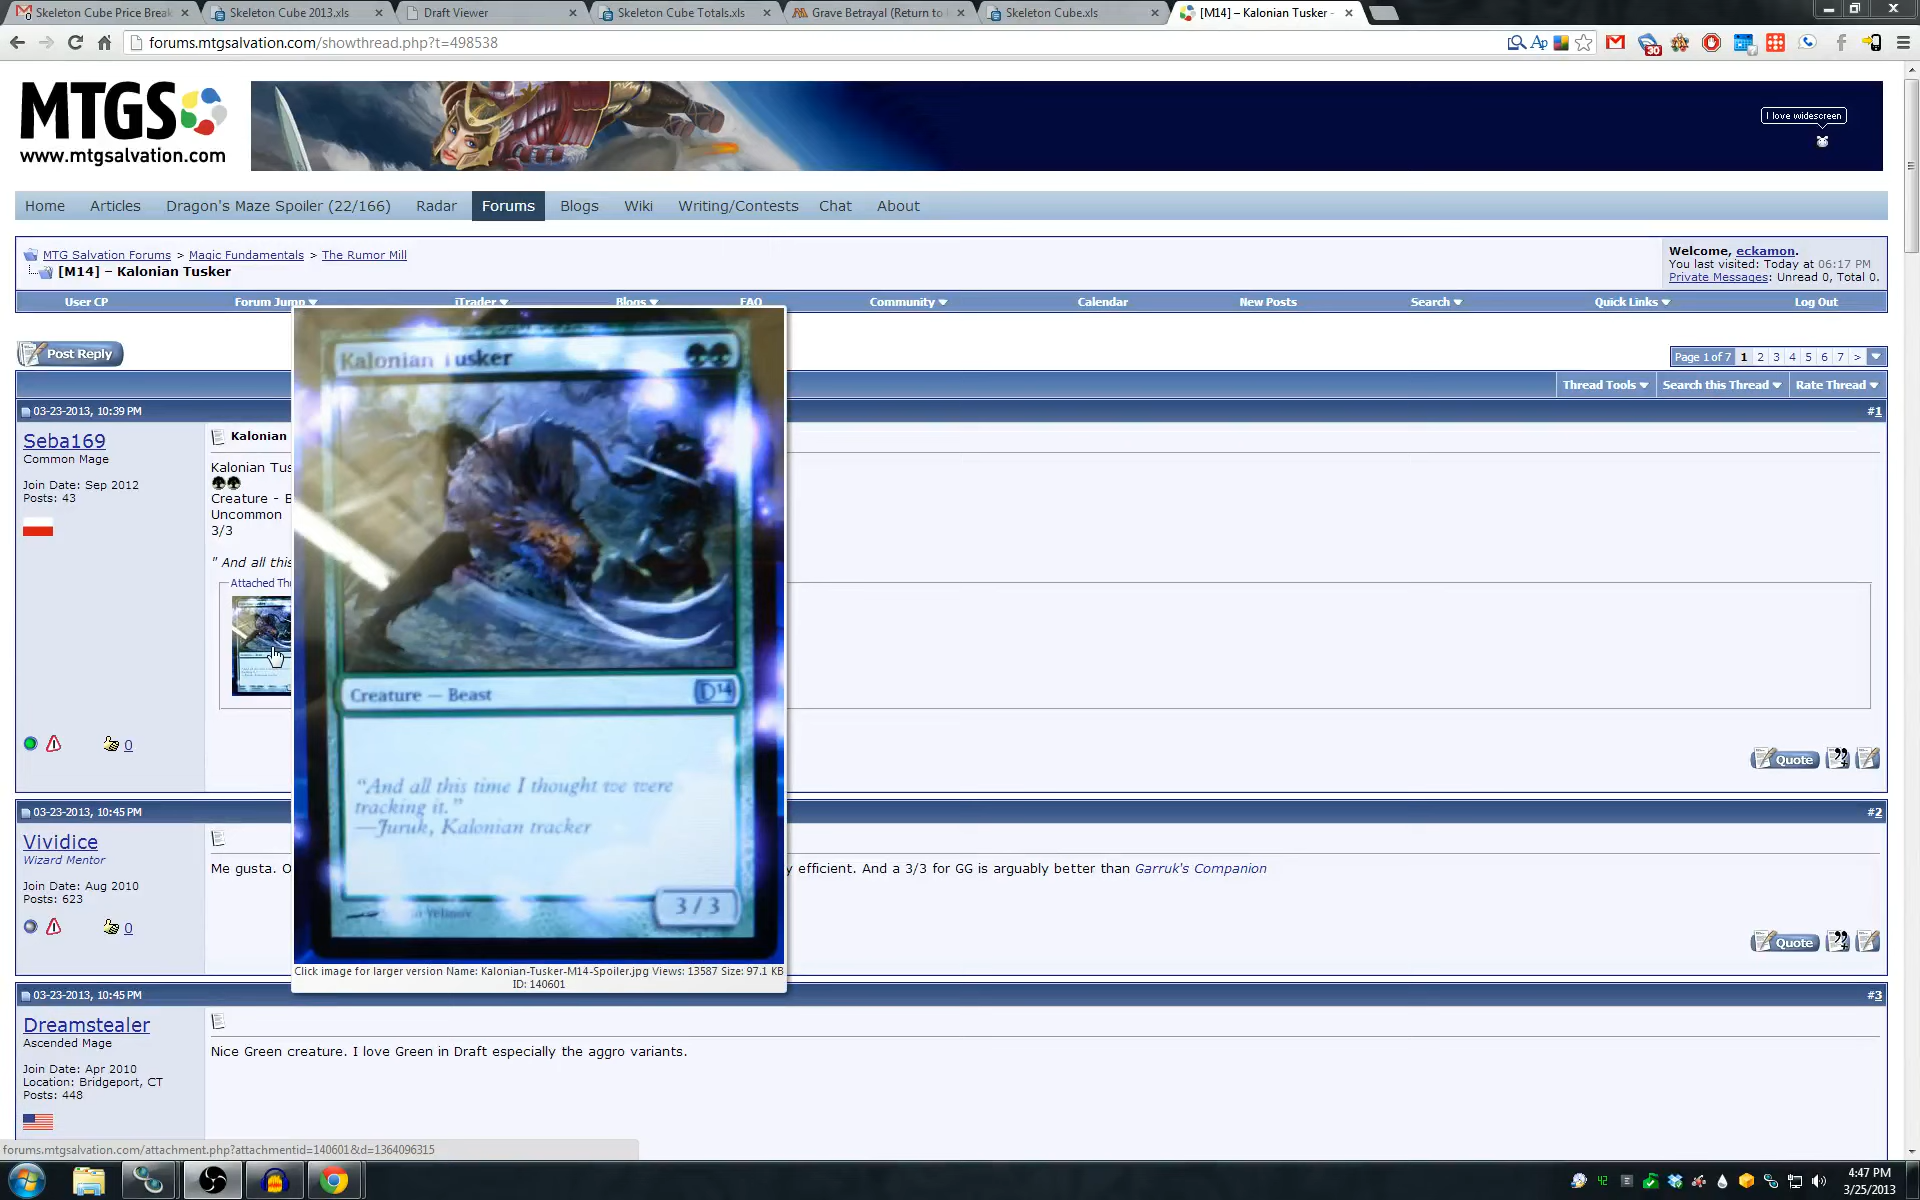 Skeleton Cube Price Break
Skeleton Cube 2013.xls
Draft Viewer
Skeleton Cube Totals.xls
Grave Betrayal (Return to
Skeleton Cube.xls
[M14] – Kalonian Tusker -
forums.mtgsalvation.com/showthread.php?t=498538
30
MTGS
www.mtgsalvation.com
I love widescreen
Home Articles Dragon's Maze Spoiler (22/166) Radar Forums Blogs Wiki Writing/Contests Chat About
MTG Salvation Forums > Magic Fundamentals > The Rumor Mill
[M14] – Kalonian Tusker
Welcome, eckamon.
You last visited: Today at 06:17 PM
Private Messages: Unread 0, Total 0.
User CP Forum Jump iTrader Blogs FAQ Community Calendar New Posts Search Quick Links Log Out
Post Reply
Page 1 of 7 1 2 3 4 5 6 7 >
Thread Tools Search this Thread Rate Thread
03-23-2013, 10:39 PM
#1
Seba169
Common Mage
Join Date: Sep 2012
Posts: 43
0
Kalonian
Kalonian Tus
Creature - B
Uncommon
3/3
" And all this
Attached Th
Kalonian Tusker
Creature — Beast
D14
"And all this time I thought we were
tracking it."
—Juruk, Kalonian tracker
3/3
Click image for larger version Name: Kalonian-Tusker-M14-Spoiler.jpg Views: 13587 Size: 97.1 KB
ID: 140601
Quote
03-23-2013, 10:45 PM
#2
Vividice
Wizard Mentor
Join Date: Aug 2010
Posts: 623
0
Me gusta. O
y efficient. And a 3/3 for GG is arguably better than Garruk's Companion
Quote
03-23-2013, 10:45 PM
#3
Dreamstealer
Ascended Mage
Join Date: Apr 2010
Location: Bridgeport, CT
Posts: 448
Nice Green creature. I love Green in Draft especially the aggro variants.
forums.mtgsalvation.com/attachment.php?attachmentid=140601&d=1364096315
42
4:47 PM
3/25/2013